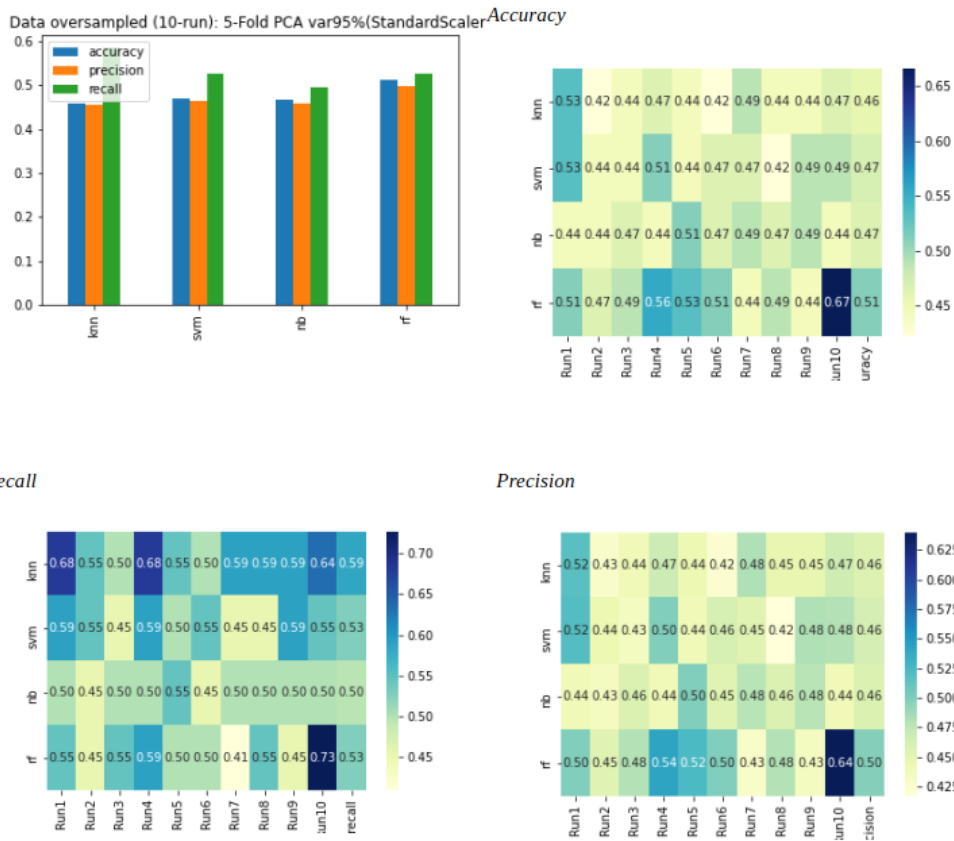 Data oversampled (10-run): 5-Fold PCA var95%(StandardScaler
accuracy
precision
recall
0.6
0.5
0.4
0.3
0.2
0.1
0.0
knn
svm
nb
rf
Accuracy
knn 0.53 0.42 0.44 0.47 0.44 0.42 0.49 0.44 0.44 0.47 0.46
svm 0.53 0.44 0.44 0.51 0.44 0.47 0.47 0.42 0.49 0.49 0.47
nb 0.44 0.44 0.47 0.44 0.51 0.47 0.49 0.47 0.49 0.44 0.47
rf 0.51 0.47 0.49 0.56 0.53 0.51 0.44 0.49 0.44 0.67 0.51
Run1 Run2 Run3 Run4 Run5 Run6 Run7 Run8 Run9 un10 uracy
0.65
0.60
0.55
0.50
0.45
ecall
knn 0.68 0.55 0.50 0.68 0.55 0.50 0.59 0.59 0.59 0.64 0.59
svm 0.59 0.55 0.45 0.59 0.50 0.55 0.45 0.45 0.59 0.55 0.53
nb 0.50 0.45 0.50 0.50 0.55 0.45 0.50 0.50 0.50 0.50 0.50
rf 0.55 0.45 0.50 0.59 0.50 0.50 0.41 0.55 0.45 0.73 0.53
Run1 Run2 Run3 Run4 Run5 Run6 Run7 Run8 Run9 un10 recall
0.70
0.65
0.60
0.55
0.50
0.45
Precision
knn 0.52 0.43 0.44 0.47 0.44 0.42 0.48 0.45 0.45 0.47 0.46
svm 0.52 0.44 0.43 0.50 0.44 0.46 0.45 0.42 0.48 0.48 0.46
nb 0.44 0.43 0.46 0.44 0.50 0.45 0.48 0.46 0.48 0.44 0.46
rf 0.50 0.45 0.48 0.54 0.52 0.50 0.43 0.48 0.43 0.64 0.50
Run1 Run2 Run3 Run4 Run5 Run6 Run7 Run8 Run9 un10 cision
0.625
0.600
0.575
0.550
0.525
0.500
0.475
0.450
0.425